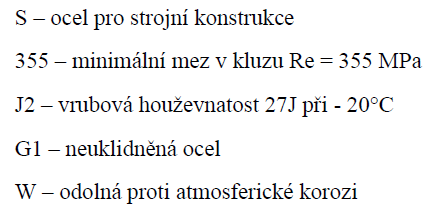 S – ocel pro strojní konstrukce
355 – minimální mez v kluzu Re = 355 MPa
J2 – vrubová houževnatost 27J při - 20°C
G1 – neuklidněná ocel
W – odolná proti atmosferické korozi